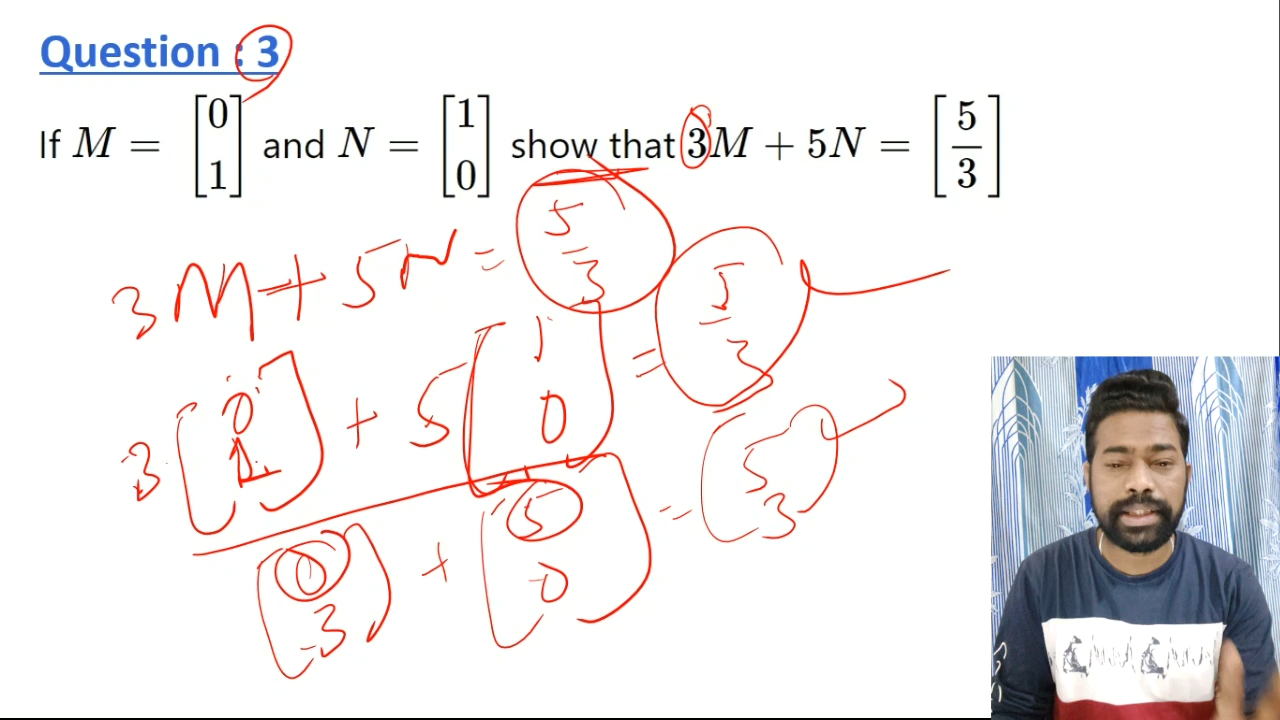 Question : 3
If M = [0 1] and N = [1 0] show that 3M + 5N = [5/3]
3M + 5N = 5/3
3[0 1] + 5[1 0] = 5/3
[0 3] + [5 0] = [5 3]